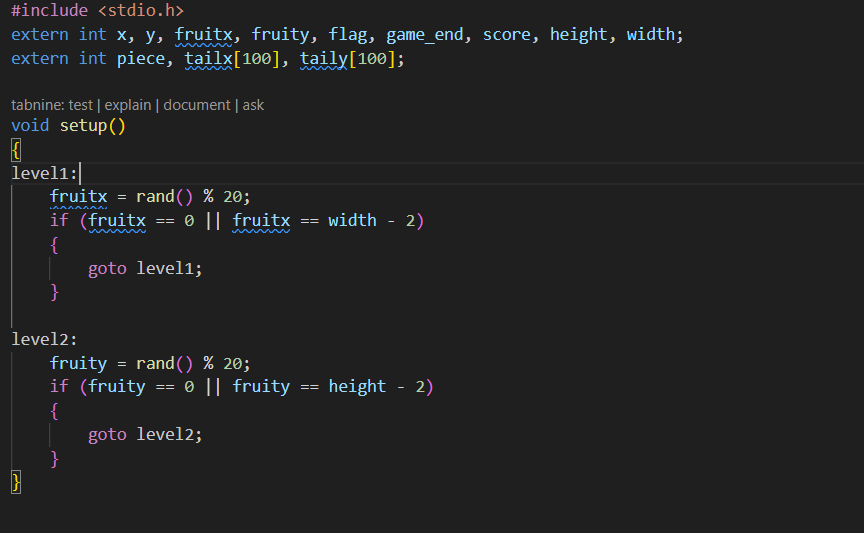 #include <stdio.h>
extern int x, y, fruitx, fruity, flag, game_end, score, height, width;
extern int piece, tailx[100], taily[100];
tabnine: test | explain | document | ask
void setup()
{
level1:
    fruitx = rand() % 20;
    if (fruitx == 0 || fruitx == width - 2)
    {
        goto level1;
    }
level2:
    fruity = rand() % 20;
    if (fruity == 0 || fruity == height - 2)
    {
        goto level2;
    }
}